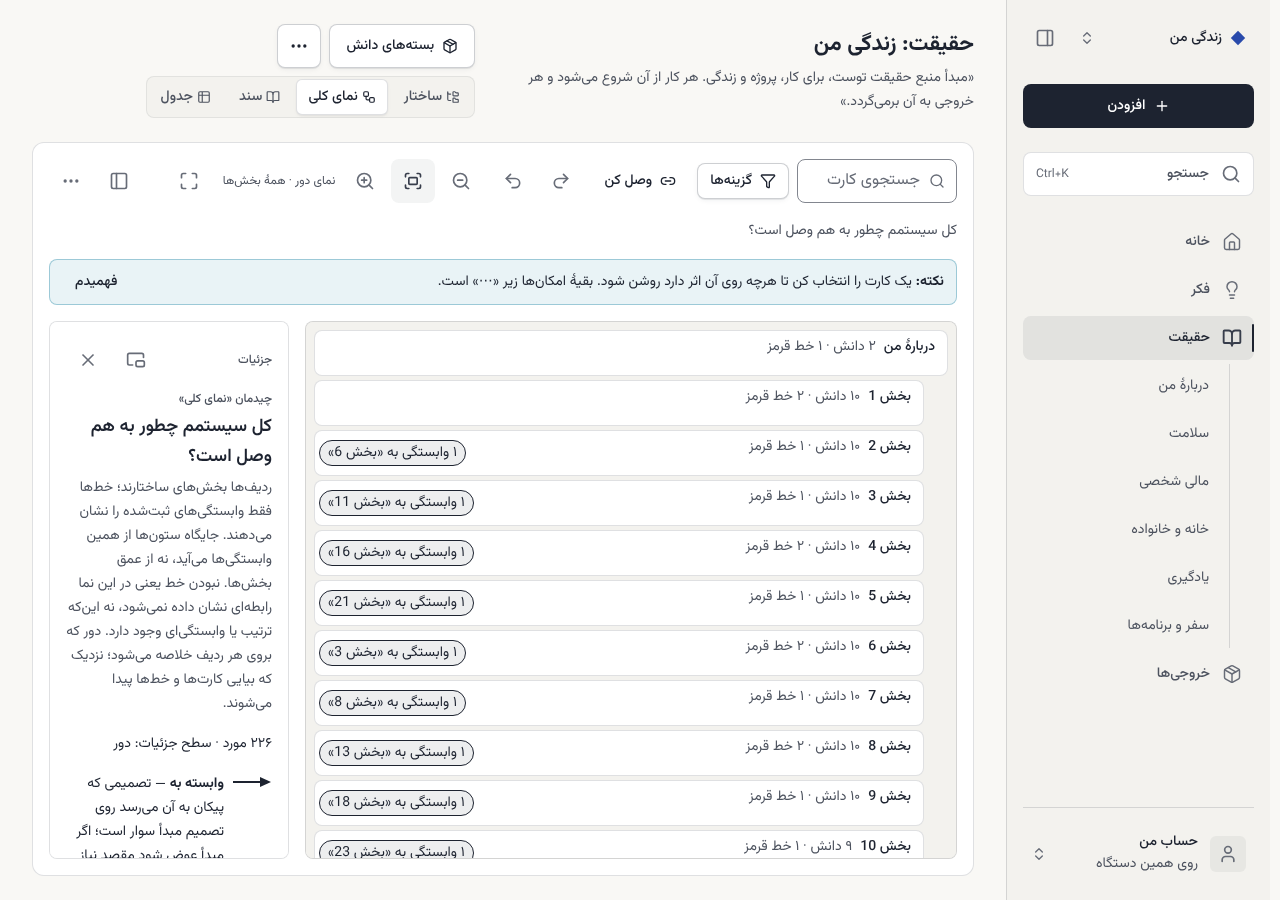 زندگی من
افزودن
جستجو
Ctrl+K
خانه
فکر
حقیقت
دربارهٔ من
سلامت
مالی شخصی
خانه و خانواده
یادگیری
سفر و برنامه‌ها
خروجی‌ها
حساب من
روی همین دستگاه
حقیقت: زندگی من
«مبدأ منبع حقیقت توست، برای کار، پروژه و زندگی. هر کار از آن شروع می‌شود و هر
خروجی به آن برمی‌گردد.»
بسته‌های دانش
ساختار
نمای کلی
سند
جدول
جستجوی کارت
گزینه‌ها
وصل کن
نمای دور · همهٔ بخش‌ها
کل سیستمم چطور به هم وصل است؟
نکته: یک کارت را انتخاب کن تا هرچه روی آن اثر دارد روشن شود. بقیهٔ امکان‌ها زیر «···» است.
فهمیدم
دربارهٔ من ۲ دانش · ۱ خط قرمز
بخش 1 ۱۰ دانش · ۲ خط قرمز
بخش 2 ۱۰ دانش · ۱ خط قرمز
۱ وابستگی به «بخش 6»
بخش 3 ۱۰ دانش · ۱ خط قرمز
۱ وابستگی به «بخش 11»
بخش 4 ۱۰ دانش · ۲ خط قرمز
۱ وابستگی به «بخش 16»
بخش 5 ۱۰ دانش · ۱ خط قرمز
۱ وابستگی به «بخش 21»
بخش 6 ۱۰ دانش · ۲ خط قرمز
۱ وابستگی به «بخش 3»
بخش 7 ۱۰ دانش · ۱ خط قرمز
۱ وابستگی به «بخش 8»
بخش 8 ۱۰ دانش · ۲ خط قرمز
۱ وابستگی به «بخش 13»
بخش 9 ۱۰ دانش · ۱ خط قرمز
۱ وابستگی به «بخش 18»
بخش 10 ۹ دانش · ۱ خط قرمز
۱ وابستگی به «بخش 23»
جزئیات
چیدمان «نمای کلی»
کل سیستمم چطور به هم
وصل است؟
ردیف‌ها بخش‌های ساختارند؛ خط‌ها
فقط وابستگی‌های ثبت‌شده را نشان
می‌دهند. جایگاه ستون‌ها از همین
وابستگی‌ها می‌آید، نه از عمق
بخش‌ها. نبودن خط یعنی در این نما
رابطه‌ای نشان داده نمی‌شود، نه این‌که
ترتیب یا وابستگی‌ای وجود دارد. دور که
بروی هر ردیف خلاصه می‌شود؛ نزدیک
که بیایی کارت‌ها و خط‌ها پیدا
می‌شوند.
۲۲۶ مورد · سطح جزئیات: دور
وابسته به — تصمیمی که
پیکان به آن می‌رسد روی
تصمیم مبدأ سوار است؛ اگر
مبدأ عوض شود مقصد نیاز